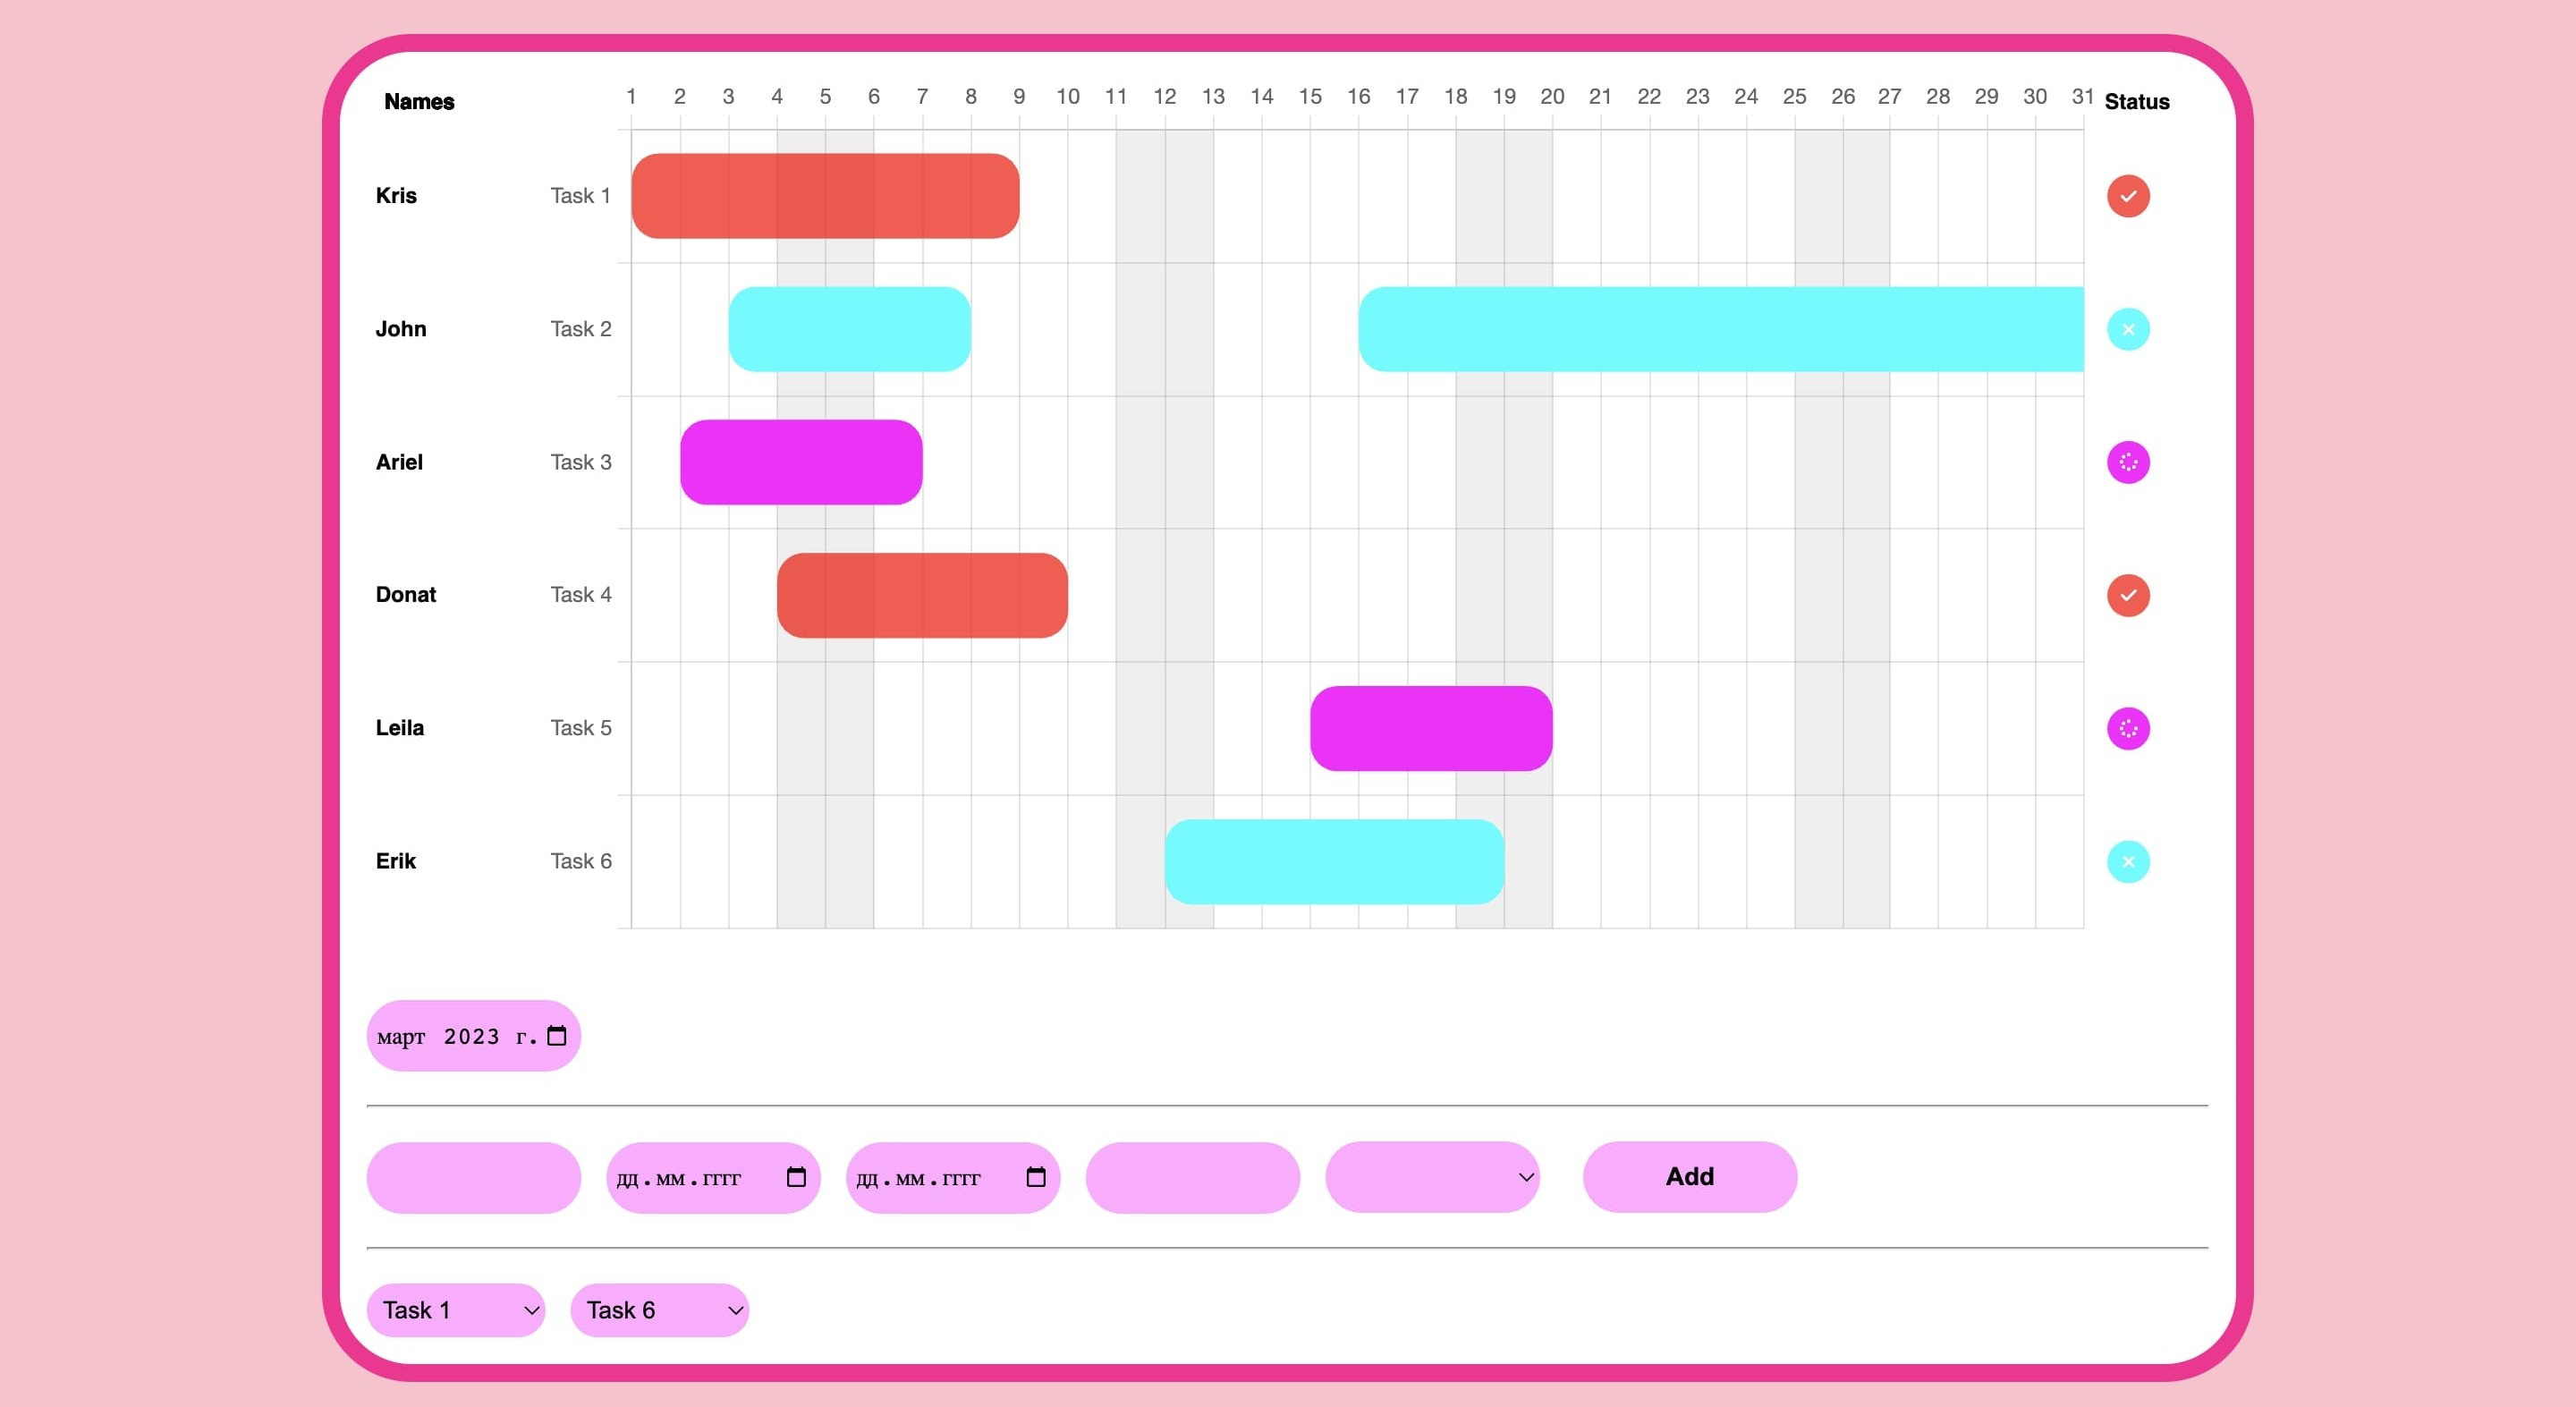 Names 1 2 3 4 5 6 7 8 9 10 11 12 13 14 15 16 17 18 19 20 21 22 23 24 25 26 27 28 29 30 31 Status
Kris Task 1
John Task 2
Ariel Task 3
Donat Task 4
Leila Task 5
Erik Task 6
март 2023 г.
дд.мм.гггг дд.мм.гггг Add
Task 1 Task 6